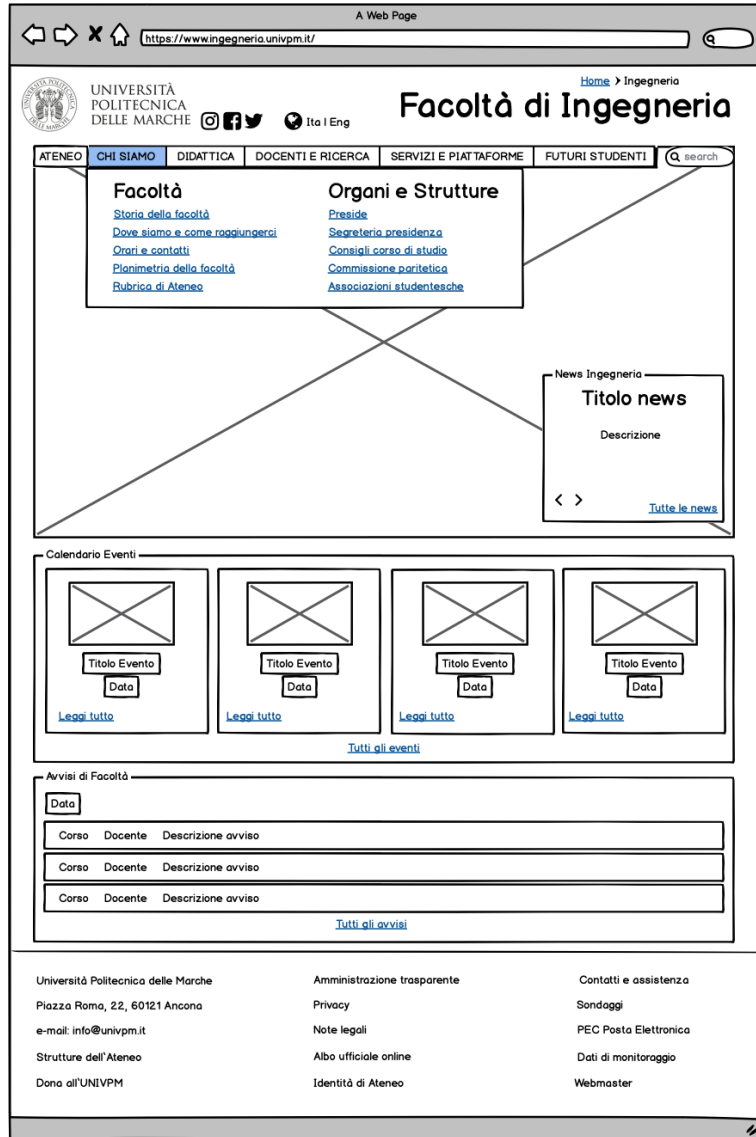 A Web Page
https://www.ingegneria.univpm.it/
UNIVERSITÀ
POLITECNICA
DELLE MARCHE
Ita I Eng
Home > Ingegneria
Facoltà di Ingegneria
ATENEO CHI SIAMO DIDATTICA DOCENTI E RICERCA SERVIZI E PIATTAFORME FUTURI STUDENTI search
Facoltà
Storia della facoltà
Dove siamo e come raggiungerci
Orari e contatti
Planimetria della facoltà
Rubrica di Ateneo
Organi e Strutture
Preside
Segreteria presidenza
Consigli corso di studio
Commissione paritetica
Associazioni studentesche
News Ingegneria
Titolo news
Descrizione
< >
Tutte le news
Calendario Eventi
Titolo Evento Titolo Evento Titolo Evento Titolo Evento
Data Data Data Data
Leggi tutto Leggi tutto Leggi tutto Leggi tutto
Tutti gli eventi
Avvisi di Facoltà
Data
Corso Docente Descrizione avviso
Corso Docente Descrizione avviso
Corso Docente Descrizione avviso
Tutti gli avvisi
Università Politecnica delle Marche
Piazza Roma, 22, 60121 Ancona
e-mail: info@univpm.it
Strutture dell'Ateneo
Dona all'UNIVPM
Amministrazione trasparente
Privacy
Note legali
Albo ufficiale online
Identità di Ateneo
Contatti e assistenza
Sondaggi
PEC Posta Elettronica
Dati di monitoraggio
Webmaster